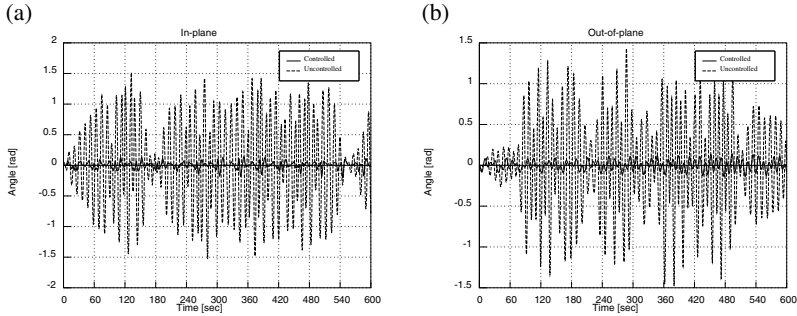 (a)
In-plane
2
1.5
1
0.5
0
-0.5
-1
-1.5
-2
Angle [rad]
Controlled
Uncontrolled
0 60 120 180 240 300 360 420 480 540 600
Time [sec]
(b)
Out-of-plane
1.5
1
0.5
0
-0.5
-1
-1.5
Angle [rad]
Controlled
Uncontrolled
0 60 120 180 240 300 360 420 480 540 600
Time [sec]